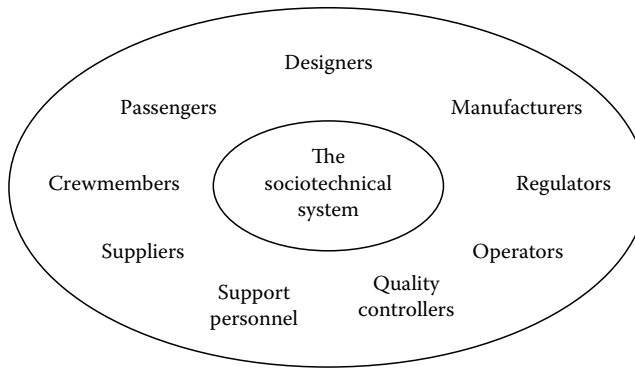 Designers
Passengers
Manufacturers
The
sociotechnical
system
Crewmembers
Regulators
Suppliers
Operators
Support
personnel
Quality
controllers